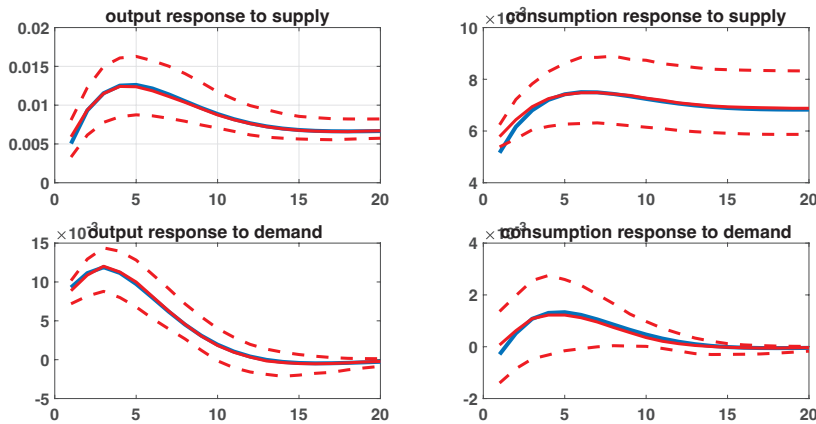 output response to supply
0.02
0.015
0.01
0.005
0
0 5 10 15 20
×10⁻³
consumption response to supply
10
8
6
4
0 5 10 15 20
×10⁻³
output response to demand
15
10
5
0
-5
0 5 10 15 20
×10⁻³
consumption response to demand
4
2
0
-2
0 5 10 15 20